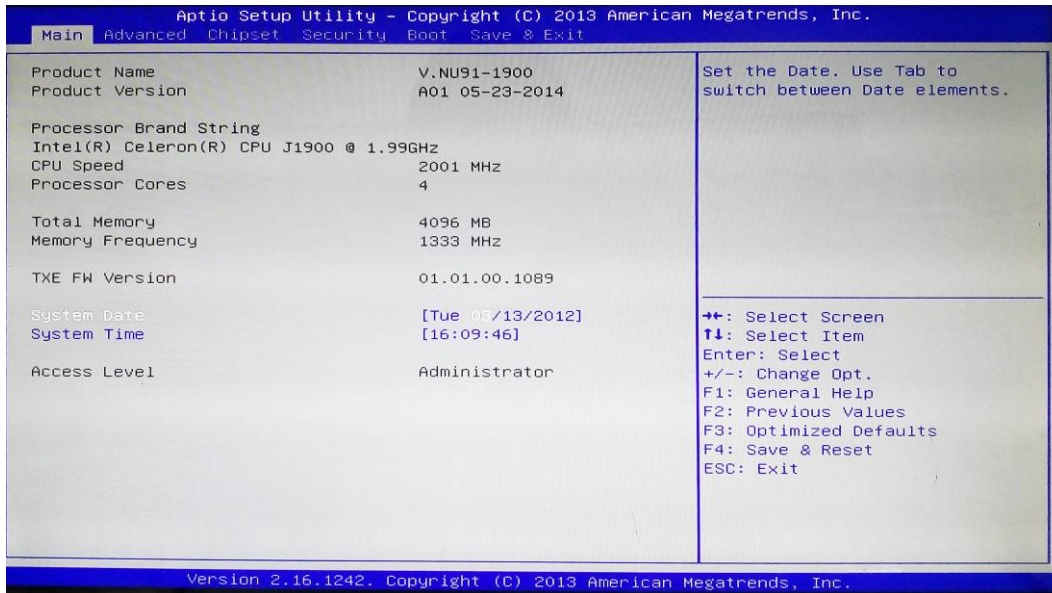 Aptio Setup Utility – Copyright (C) 2013 American Megatrends, Inc.
Main Advanced Chipset Security Boot Save & Exit
Product Name V.NU91-1900
Product Version A01 05-23-2014
Processor Brand String
Intel(R) Celeron(R) CPU J1900 @ 1.99GHz
CPU Speed 2001 MHz
Processor Cores 4
Total Memory 4096 MB
Memory Frequency 1333 MHz
TXE FW Version 01.01.00.1089
System Date [Tue 03/13/2012]
System Time [16:09:46]
Access Level Administrator
Set the Date. Use Tab to
switch between Date elements.
→←: Select Screen
↑↓: Select Item
Enter: Select
+/-: Change Opt.
F1: General Help
F2: Previous Values
F3: Optimized Defaults
F4: Save & Reset
ESC: Exit
Version 2.16.1242. Copyright (C) 2013 American Megatrends, Inc.